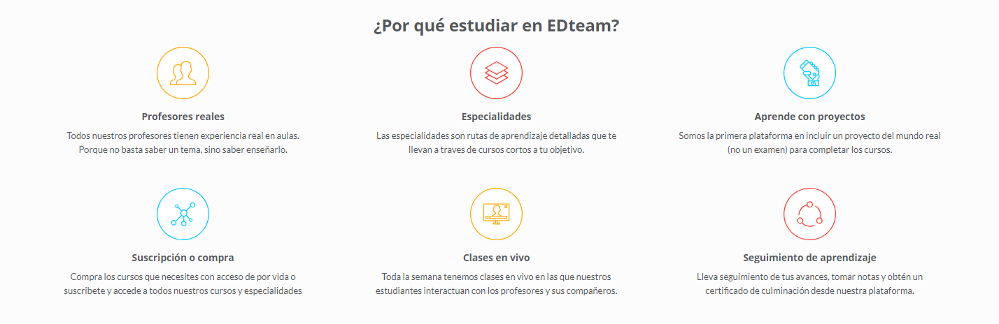 ¿Por qué estudiar en EDteam?
Profesores reales
Todos nuestros profesores tienen experiencia real en aulas.
Porque no basta saber un tema, sino saber enseñarlo.
Especialidades
Las especialidades son rutas de aprendizaje detalladas que te
llevan a traves de cursos cortos a tu objetivo.
Aprende con proyectos
Somos la primera plataforma en incluir un proyecto del mundo real
(no un examen) para completar los cursos.
Suscripción o compra
Compra los cursos que necesites con acceso de por vida o
suscribete y accede a todos nuestros cursos y especialidades
Clases en vivo
Toda la semana tenemos clases en vivo en las que nuestros
estudiantes interactuan con los profesores y sus compañeros.
Seguimiento de aprendizaje
Lleva seguimiento de tus avances, tomar notas y obtén un
certificado de culminación desde nuestra plataforma.